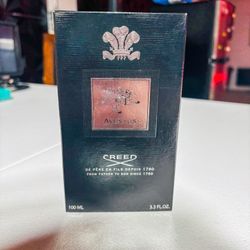 AVENTUS
CREED
DE PÈRE EN FILS DEPUIS 1760
FROM FATHER TO SON SINCE 1760
100 ML 3.3 FL.OZ.